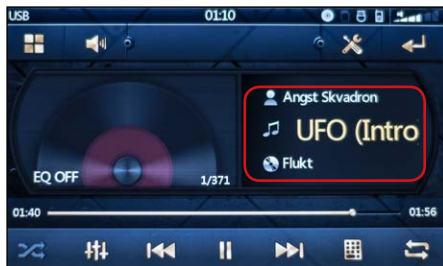 USB 01:10
Angst Skvadron
UFO (Intro
Flukt
EQ OFF 1/371
01:40 01:56